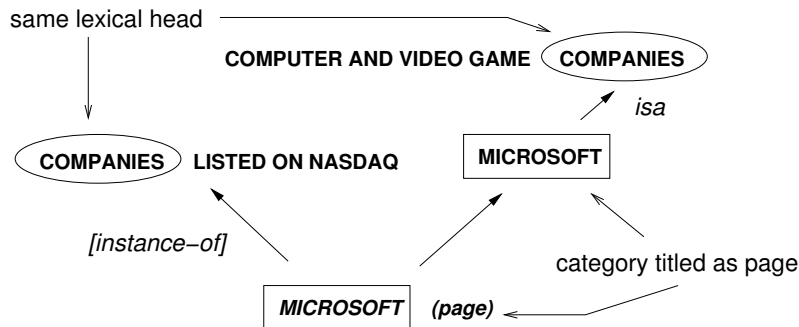 same lexical head
COMPUTER AND VIDEO GAME COMPANIES
isa
COMPANIES LISTED ON NASDAQ
MICROSOFT
[instance−of]
category titled as page
MICROSOFT (page)